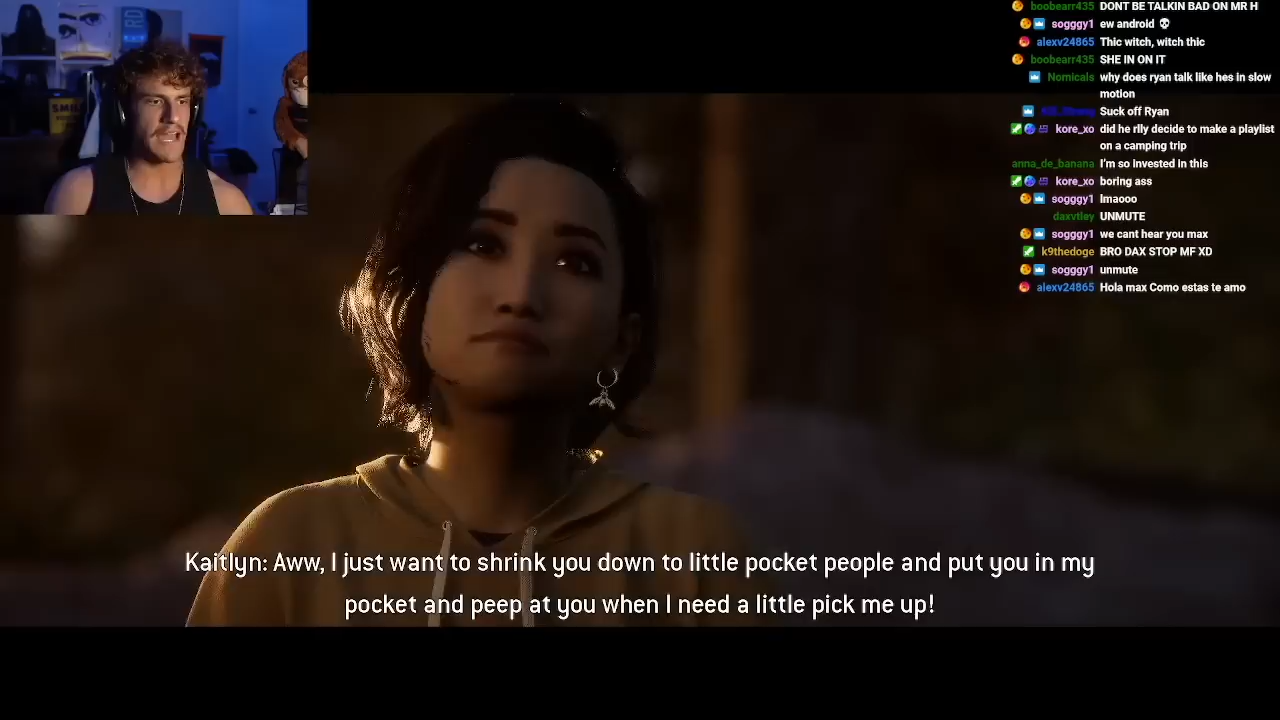 boobearr435 DONT BE TALKIN BAD ON MR H
sogggy1 ew android 💀
alexv24865 Thic witch, witch thic
boobearr435 SHE IN ON IT
Nomicals why does ryan talk like hes in slow
motion
Suck off Ryan
kore_xo did he rlly decide to make a playlist
on a camping trip
anna_de_banana I'm so invested in this
kore_xo boring ass
sogggy1 lmaooo
daxvtley UNMUTE
sogggy1 we cant hear you max
k9thedoge BRO DAX STOP MF XD
sogggy1 unmute
alexv24865 Hola max Como estas te amo
Kaitlyn: Aww, I just want to shrink you down to little pocket people and put you in my
pocket and peep at you when I need a little pick me up!